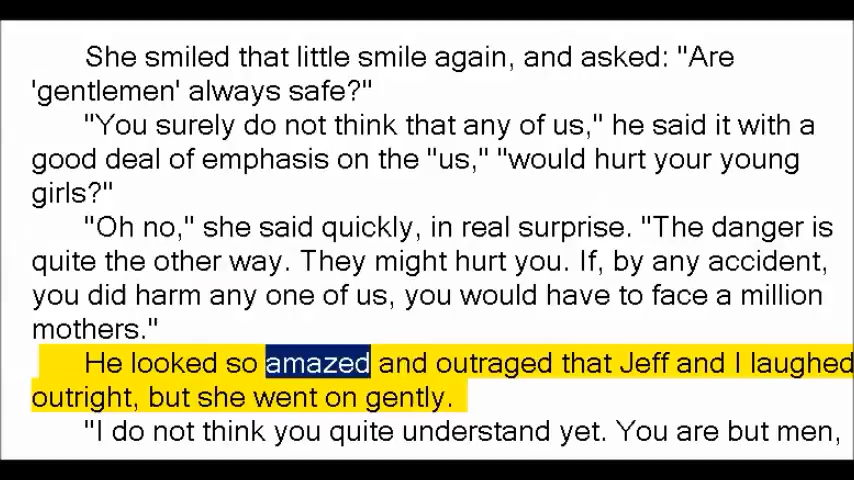 She smiled that little smile again, and asked: "Are
'gentlemen' always safe?"
"You surely do not think that any of us," he said it with a
good deal of emphasis on the "us," "would hurt your young
girls?"
"Oh no," she said quickly, in real surprise. "The danger is
quite the other way. They might hurt you. If, by any accident,
you did harm any one of us, you would have to face a million
mothers."
He looked so amazed and outraged that Jeff and I laughed
outright, but she went on gently.
"I do not think you quite understand yet. You are but men,